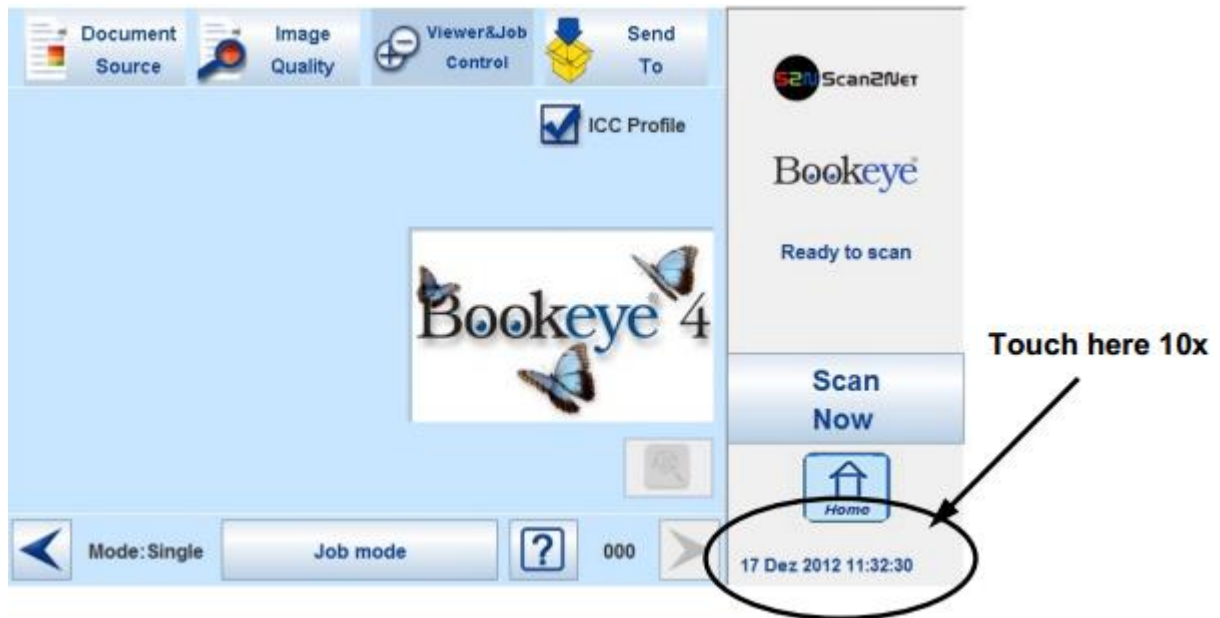 Document
Source
Image
Quality
Viewer&Job
Control
Send
To
ICC Profile
Bookeye® 4
Mode:Single
Job mode
?
000
S2N Scan2Net
Bookeye®
Ready to scan
Scan
Now
Home
17 Dez 2012 11:32:30
Touch here 10x